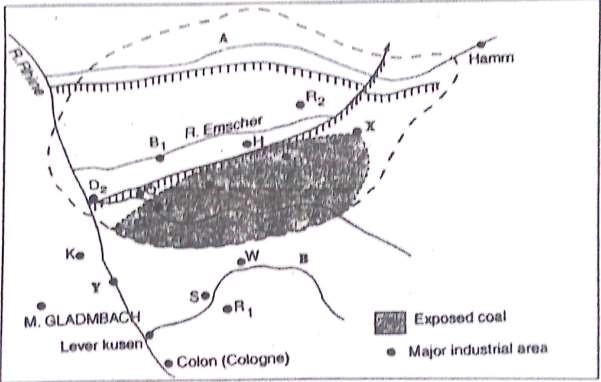 A
Hamm
R. Rhine
R2
X
R. Emscher
H
B1
D2
K
W
B
Y
S
R1
M. GLADMBACH
Lever kusen
Colon (Cologne)
Exposed coal
Major industrial area